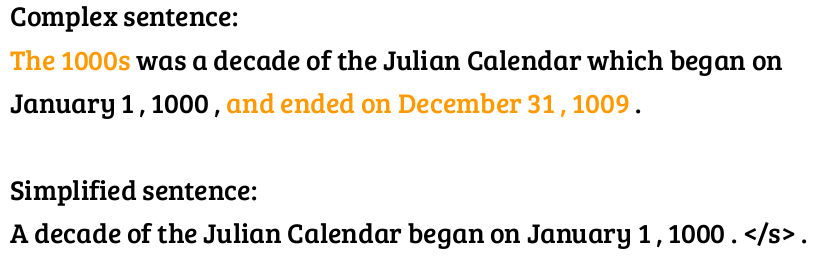 Complex sentence:
The 1000s was a decade of the Julian Calendar which began on
January 1 , 1000 , and ended on December 31 , 1009 .
Simplified sentence:
A decade of the Julian Calendar began on January 1 , 1000 . </s> .